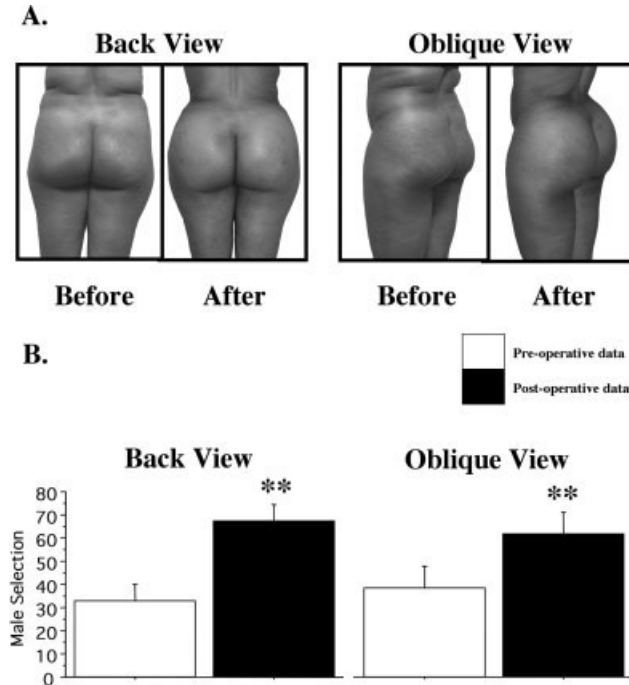 A.
Back View Oblique View
Before After Before After
B.
Pre-operative data
Post-operative data
Back View Oblique View
** **
80
70
60
50
40
30
20
10
0
Male Selection